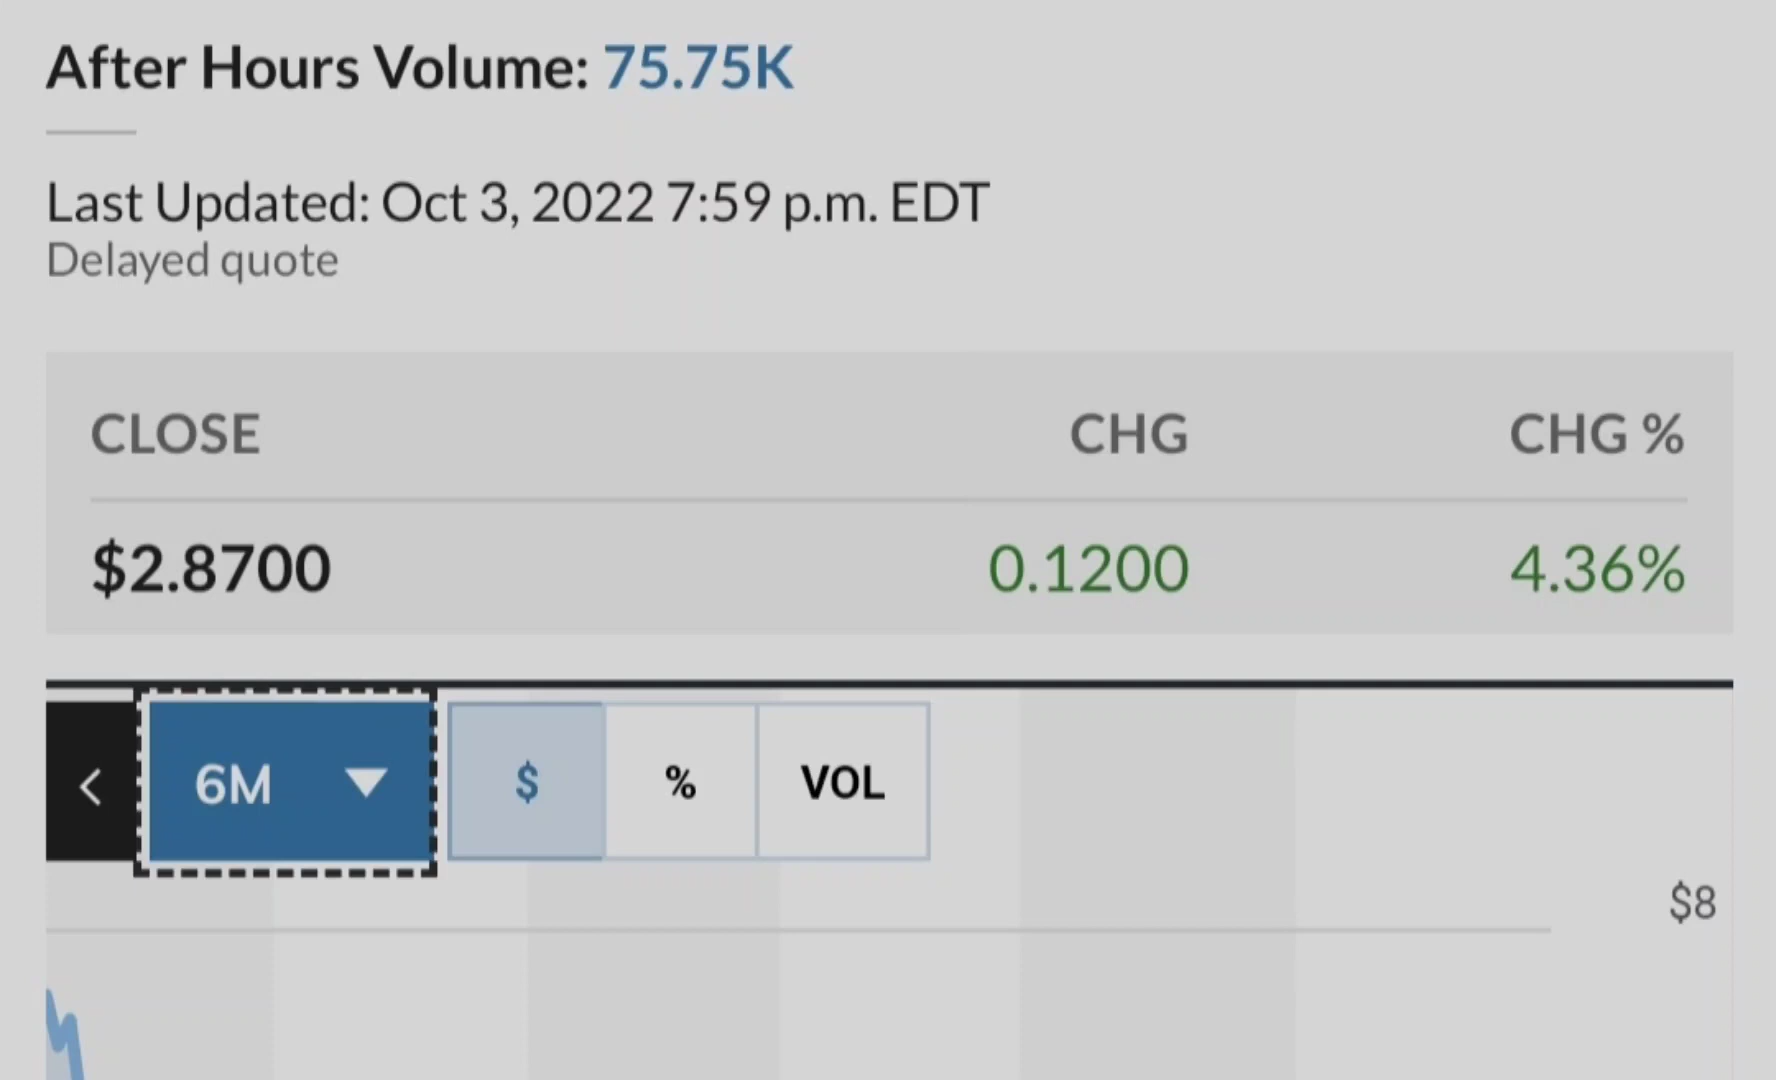 After Hours Volume: 75.75K
Last Updated: Oct 3, 2022 7:59 p.m. EDT
Delayed quote
CLOSE CHG CHG %
$2.8700 0.1200 4.36%
6M $ % VOL
$8